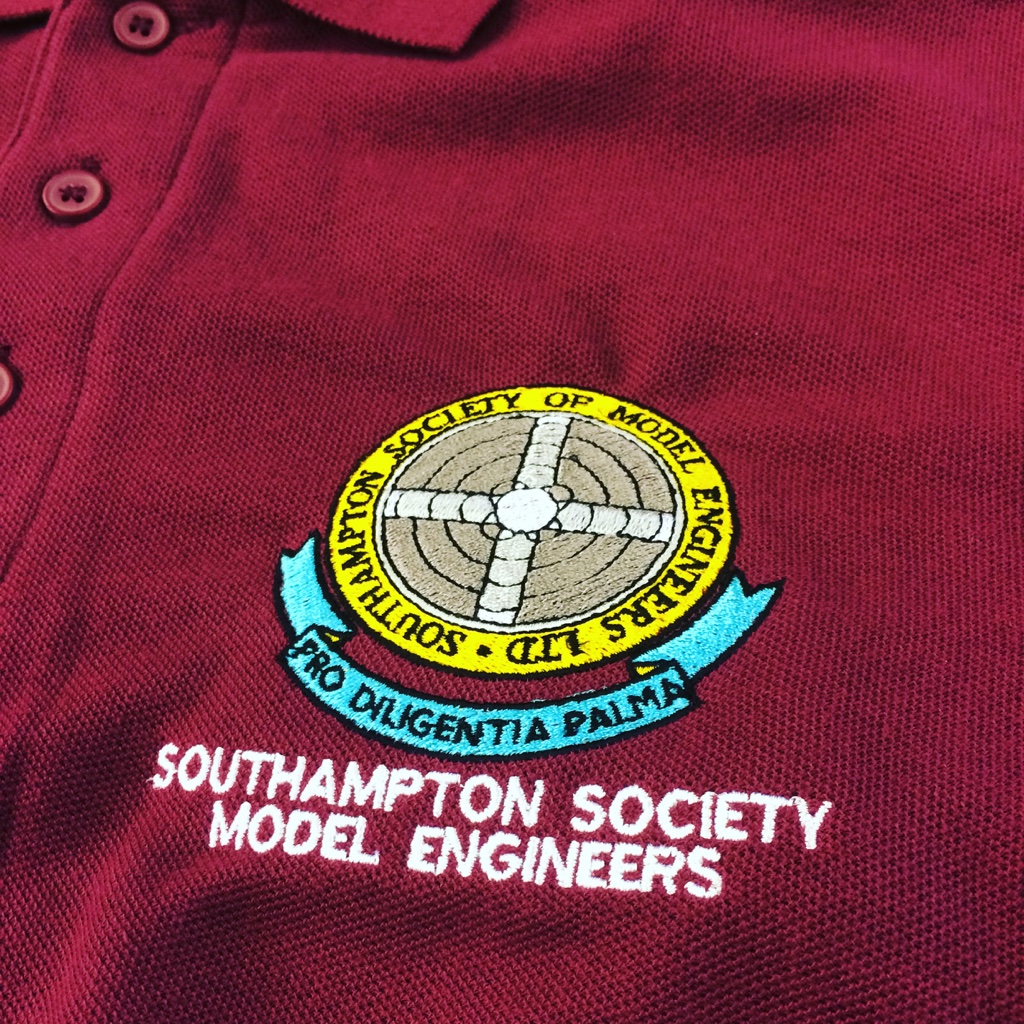 SOUTHAMPTON SOCIETY OF MODEL ENGINEERS LTD •
PRO DILIGENTIA PALMA
SOUTHAMPTON SOCIETY
MODEL ENGINEERS